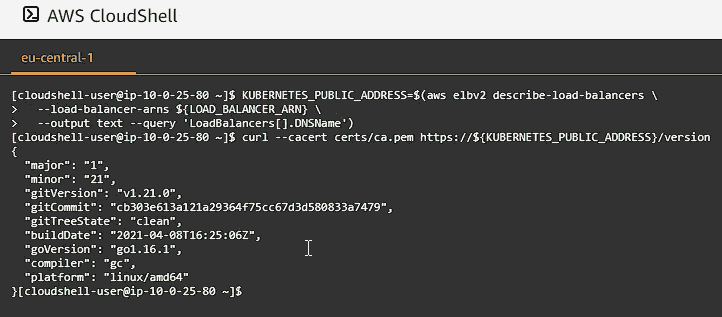 AWS CloudShell
eu-central-1
[cloudshell-user@ip-10-0-25-80 ~]$ KUBERNETES_PUBLIC_ADDRESS=$(aws elbv2 describe-load-balancers \
>   --load-balancer-arns ${LOAD_BALANCER_ARN} \
>   --output text --query 'LoadBalancers[].DNSName')
[cloudshell-user@ip-10-0-25-80 ~]$ curl --cacert certs/ca.pem https://${KUBERNETES_PUBLIC_ADDRESS}/version
{
  "major": "1",
  "minor": "21",
  "gitVersion": "v1.21.0",
  "gitCommit": "cb303e613a121a29364f75cc67d3d580833a7479",
  "gitTreeState": "clean",
  "buildDate": "2021-04-08T16:25:06Z",
  "goVersion": "go1.16.1",
  "compiler": "gc",
  "platform": "linux/amd64"
}[cloudshell-user@ip-10-0-25-80 ~]$